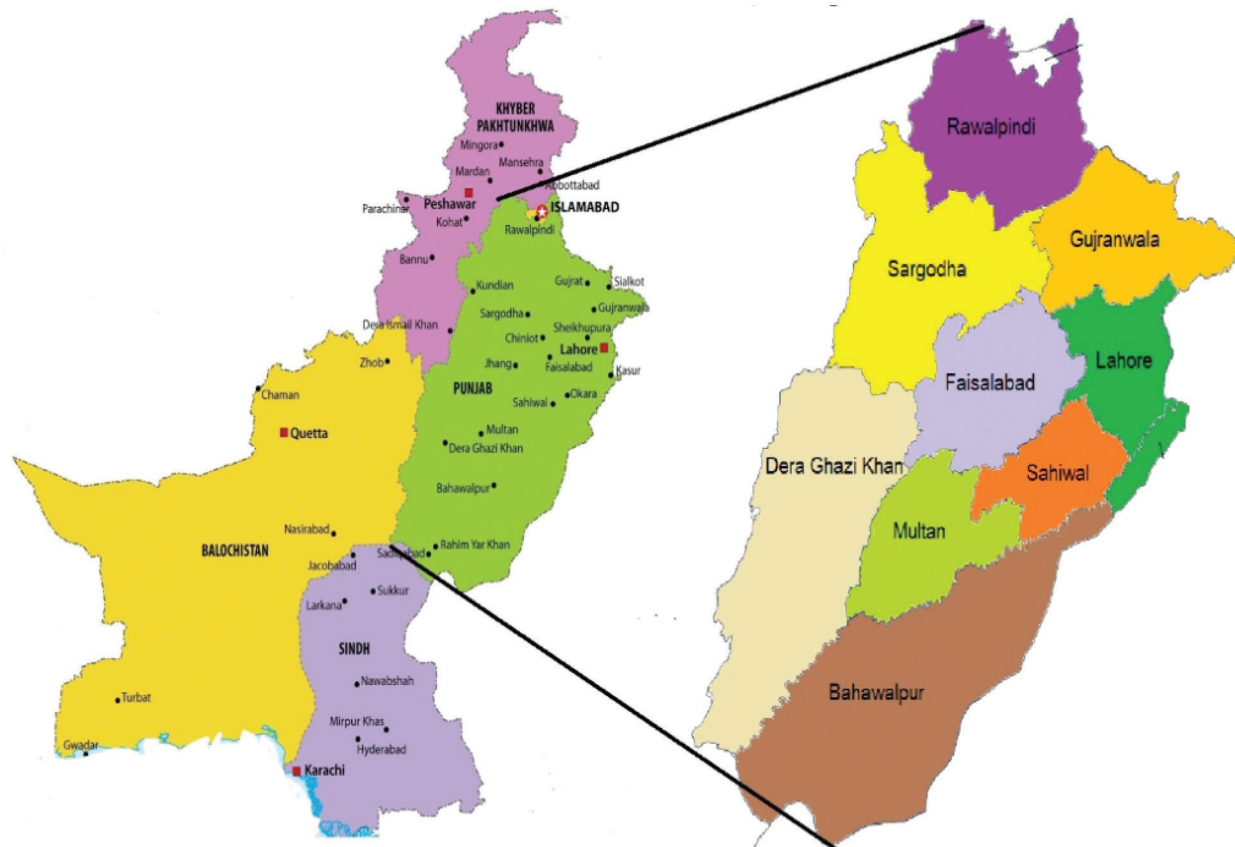 KHYBER
PAKHTUNKHWA
Mingora
Mansehra
Mardan
Abbottabad
Peshawar
Parachinar
ISLAMABAD
Kohat
Rawalpindi
Bannu
Kundian
Gujrat
Sialkot
Sargodha
Gujranwala
Dera Ismail Khan
Sheikhupura
Chiniot
Lahore
Zhob
Jhang
Faisalabad
Kasur
PUNJAB
Chaman
Okara
Sahiwal
Quetta
Multan
Dera Ghazi Khan
Bahawalpur
Nasirabad
BALOCHISTAN
Rahim Yar Khan
Sadiqabad
Jacobabad
Sukkur
Larkana
SINDH
Nawabshah
Turbat
Mirpur Khas
Hyderabad
Gwadar
Karachi
Rawalpindi
Gujranwala
Sargodha
Lahore
Faisalabad
Dera Ghazi Khan
Sahiwal
Multan
Bahawalpur